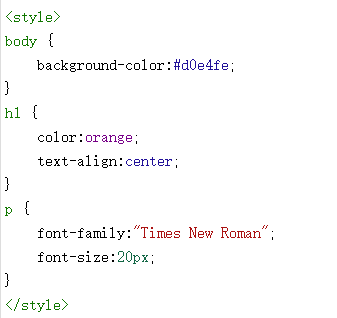 <style>
body {
    background-color:#d0e4fe;
}
h1 {
    color:orange;
    text-align:center;
}
p {
    font-family:"Times New Roman";
    font-size:20px;
}
</style>